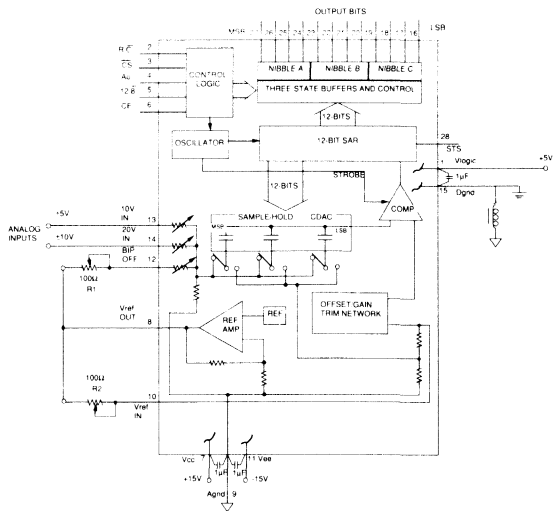 OUTPUT BITS
MSB
LSB
26 25 24 23 22 21 20 19 18 17 16
NIBBLE A NIBBLE B NIBBLE C
THREE STATE BUFFERS AND CONTROL
R/C 2
CS 3
4
12/8 5
CE 6
CONTROL
LOGIC
12-BITS
OSCILLATOR
12-BIT SAR
28
STS
STROBE
1 Vlogic
+5V
1µF
15 Dgnd
12-BITS
COMP
ANALOG
INPUTS
±5V
±10V
10V
IN
13
20V
IN
14
BIP
OFF
12
SAMPLE-HOLD CDAC
MSB
LSB
100Ω
R1
Vref
OUT
8
REF
AMP
REF
OFFSET/GAIN
TRIM NETWORK
100Ω
R2
10
Vref
IN
Vcc 7
11 Vee
1µF
1µF
+15V
-15V
Agnd 9